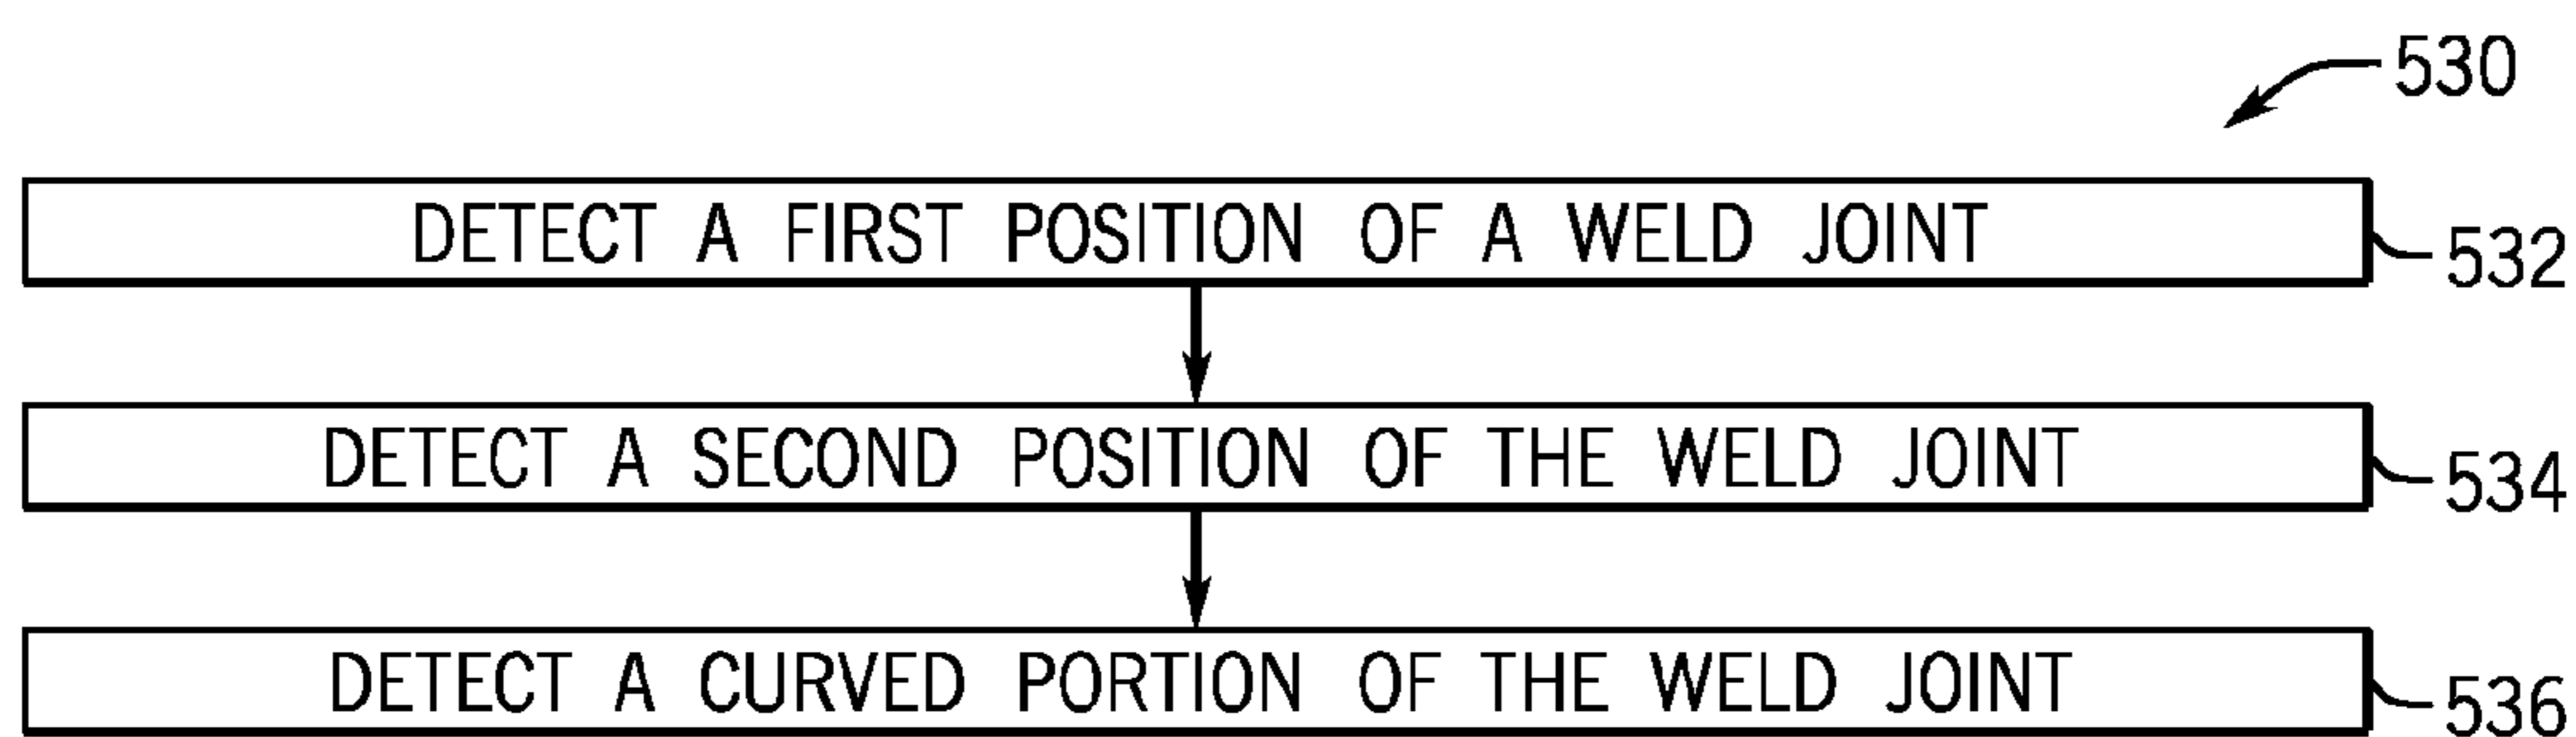 530
DETECT A FIRST POSITION OF A WELD JOINT
532
DETECT A SECOND POSITION OF THE WELD JOINT
534
DETECT A CURVED PORTION OF THE WELD JOINT
536